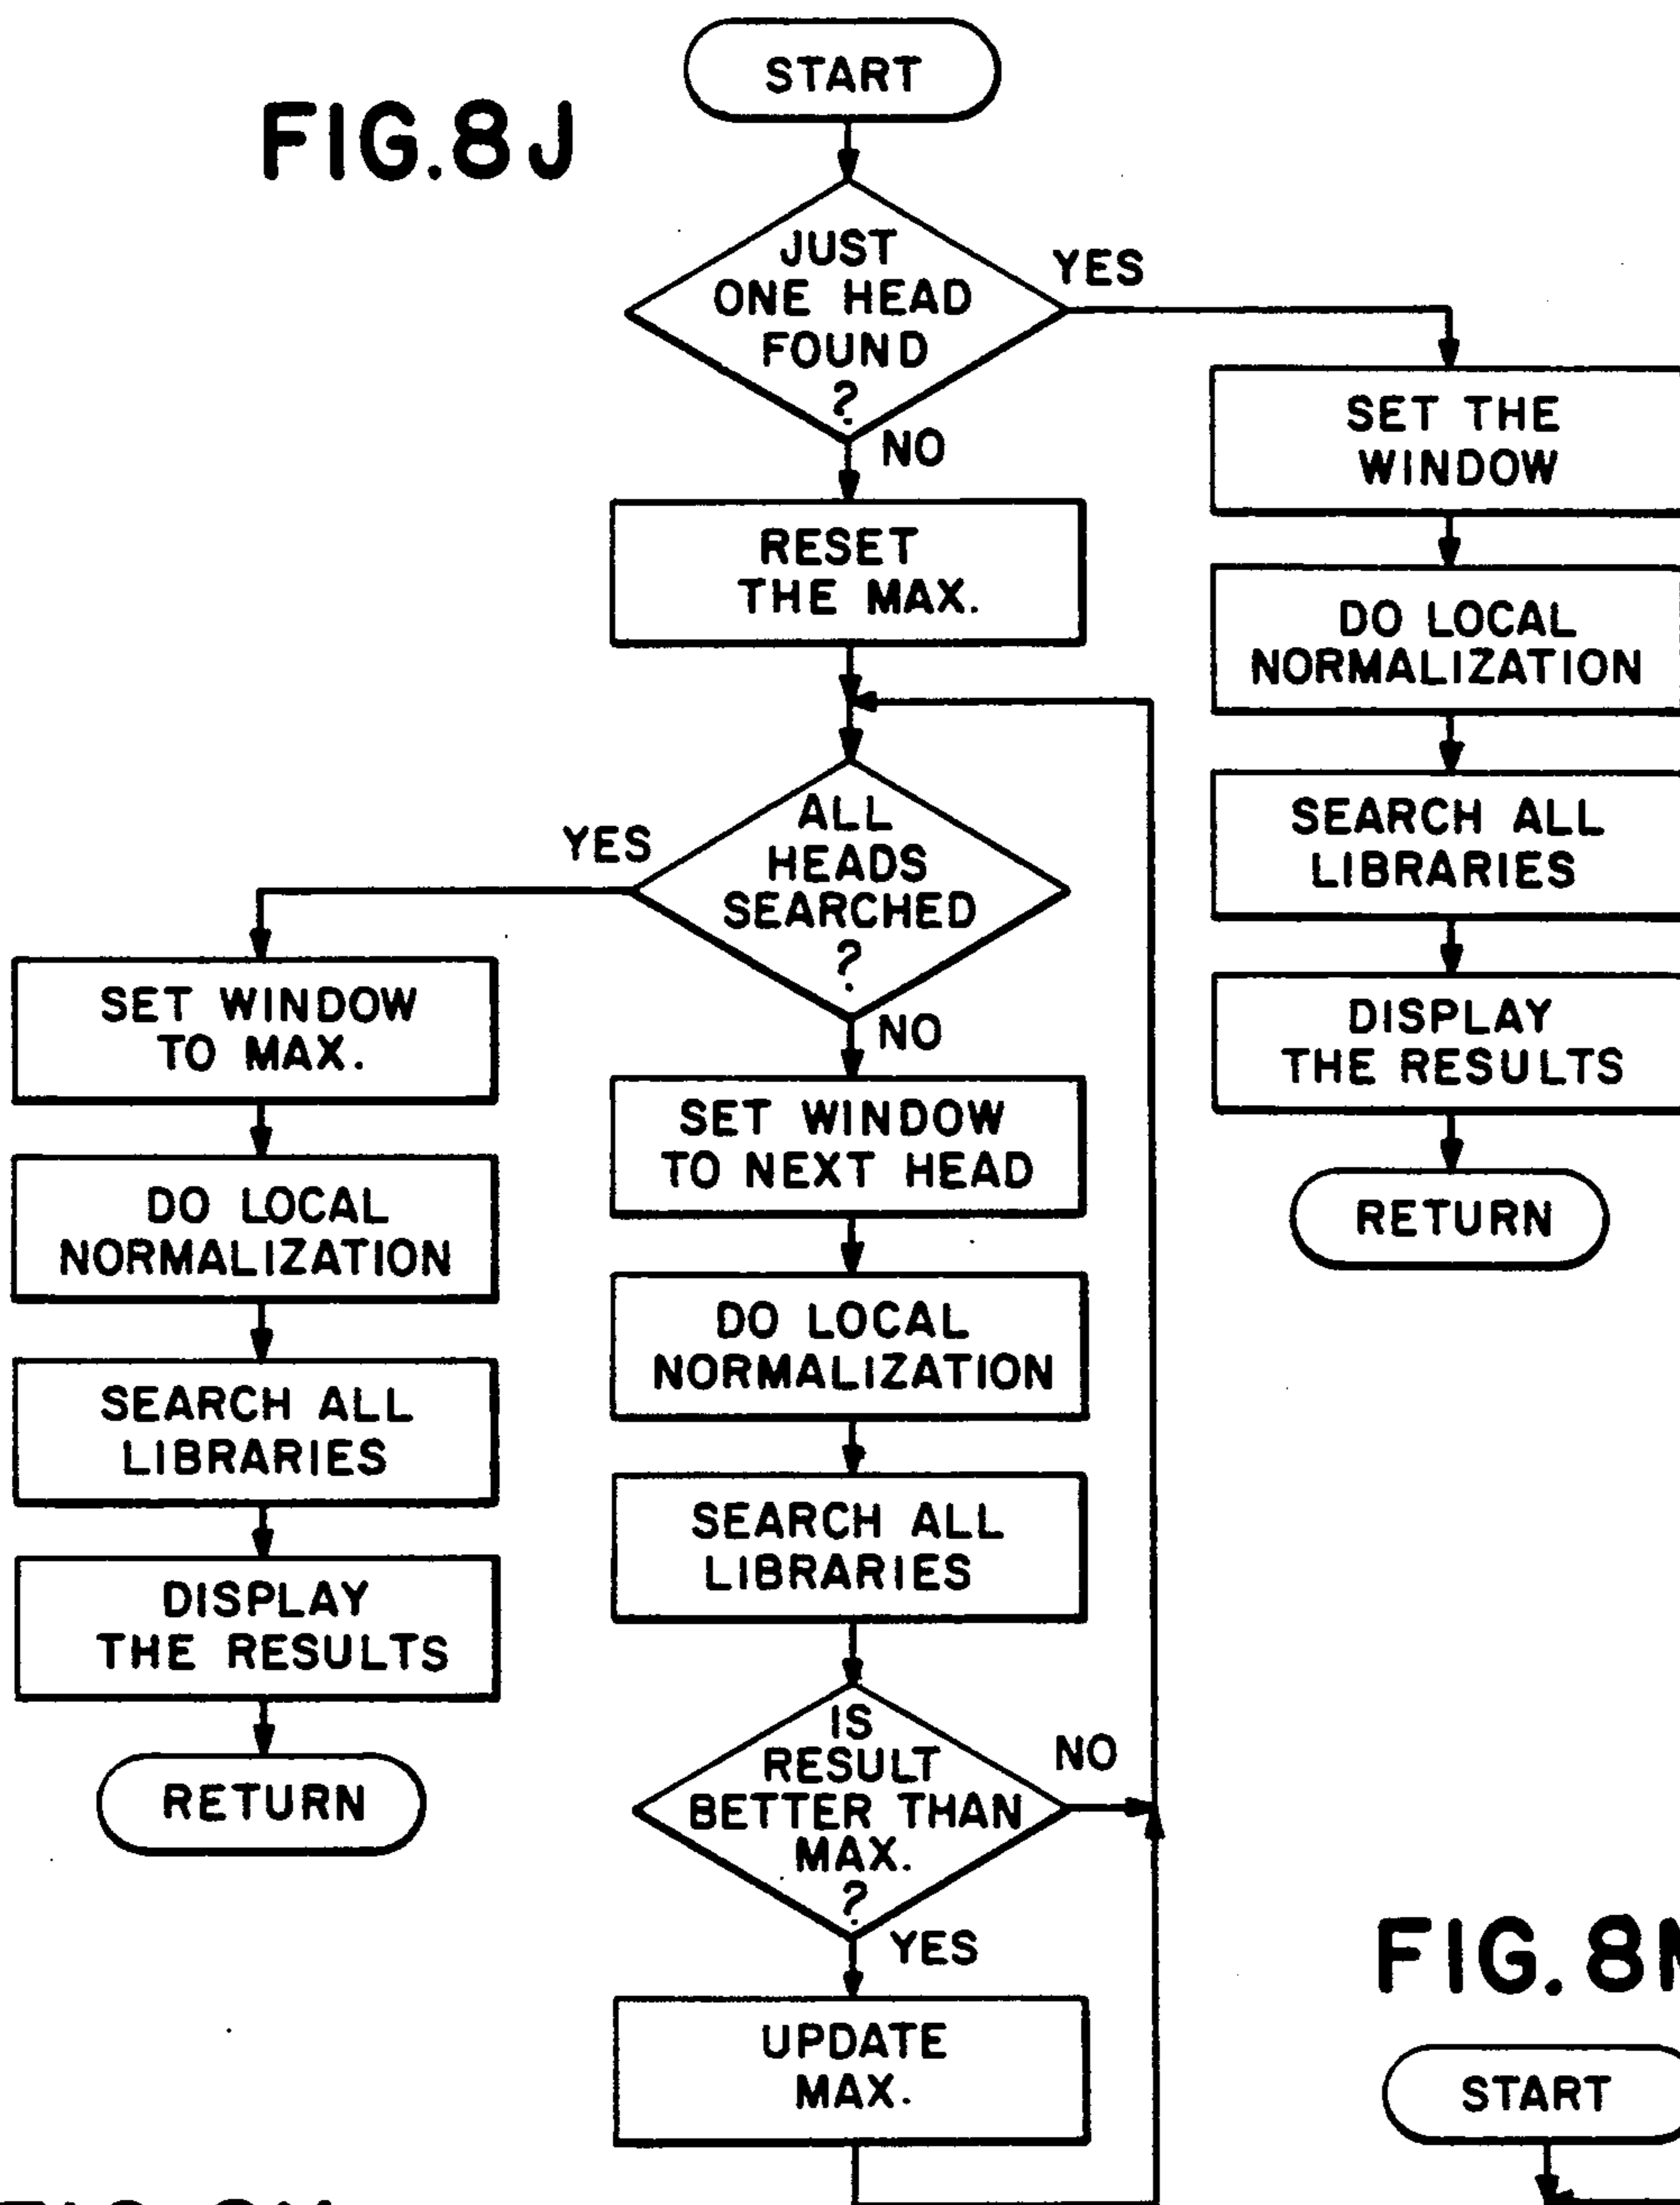 FIG.8J
START
JUST
ONE HEAD
FOUND
?
YES
NO
SET THE
WINDOW
DO LOCAL
NORMALIZATION
SEARCH ALL
LIBRARIES
DISPLAY
THE RESULTS
RETURN
RESET
THE MAX.
ALL
HEADS
SEARCHED
?
YES
NO
SET WINDOW
TO MAX.
DO LOCAL
NORMALIZATION
SEARCH ALL
LIBRARIES
DISPLAY
THE RESULTS
RETURN
SET WINDOW
TO NEXT HEAD
DO LOCAL
NORMALIZATION
SEARCH ALL
LIBRARIES
IS
RESULT
BETTER THAN
MAX.
?
NO
YES
UPDATE
MAX.
FIG.8
START